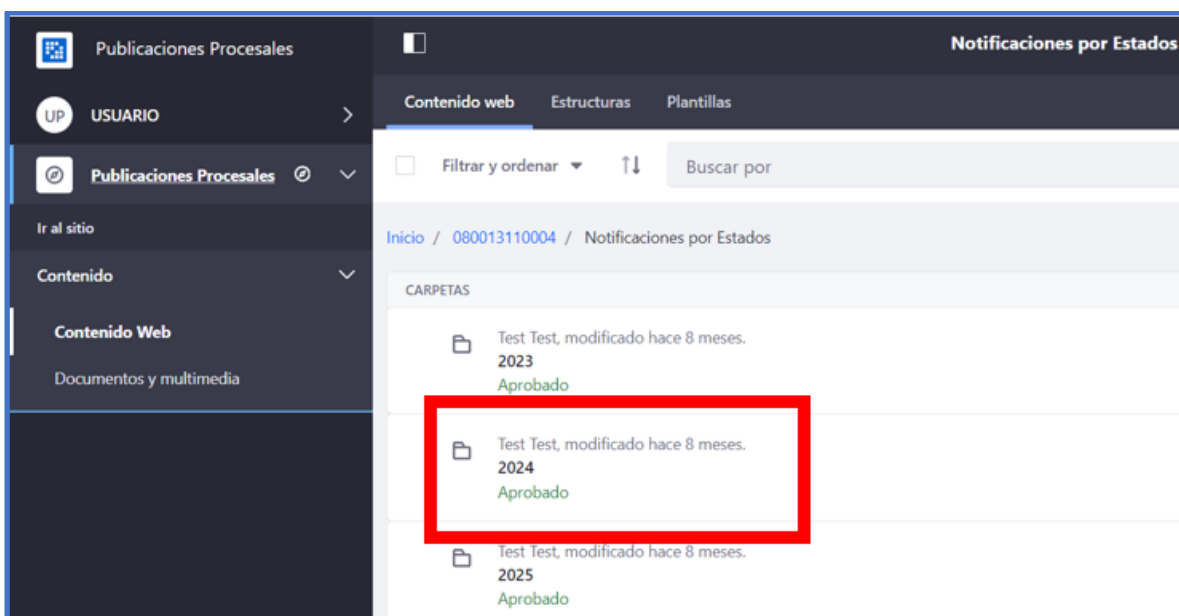 Publicaciones Procesales
UP USUARIO
Publicaciones Procesales
Ir al sitio
Contenido
Contenido Web
Documentos y multimedia
Notificaciones por Estados
Contenido web Estructuras Plantillas
Filtrar y ordenar Buscar por
Inicio / 080013110004 / Notificaciones por Estados
CARPETAS
Test Test, modificado hace 8 meses.
2023
Aprobado
Test Test, modificado hace 8 meses.
2024
Aprobado
Test Test, modificado hace 8 meses.
2025
Aprobado